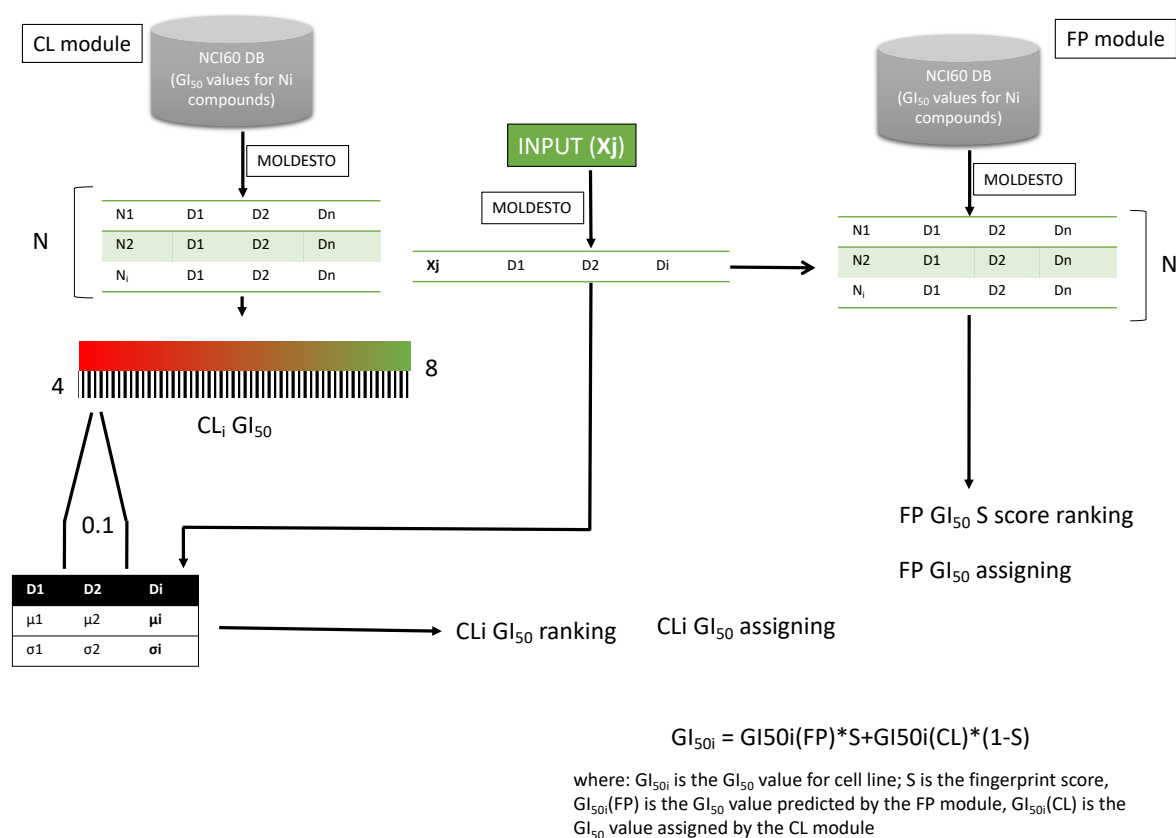 CL module
NCI60 DB
(GI50 values for Ni
compounds)
MOLDESTO
N
N1 D1 D2 Dn
N2 D1 D2 Dn
Ni D1 D2 Dn
4
8
CLi GI50
0.1
D1 D2 Di
µ1 µ2 µi
σ1 σ2 σi
INPUT (Xj)
MOLDESTO
Xj D1 D2 Di
CLi GI50 ranking
CLi GI50 assigning
FP module
NCI60 DB
(GI50 values for Ni
compounds)
MOLDESTO
N1 D1 D2 Dn
N2 D1 D2 Dn
Ni D1 D2 Dn
N
FP GI50 S score ranking
FP GI50 assigning
GI50i = GI50i(FP)*S+GI50i(CL)*(1-S)
where: GI50i is the GI50 value for cell line; S is the fingerprint score,
GI50i(FP) is the GI50 value predicted by the FP module, GI50i(CL) is the
GI50 value assigned by the CL module